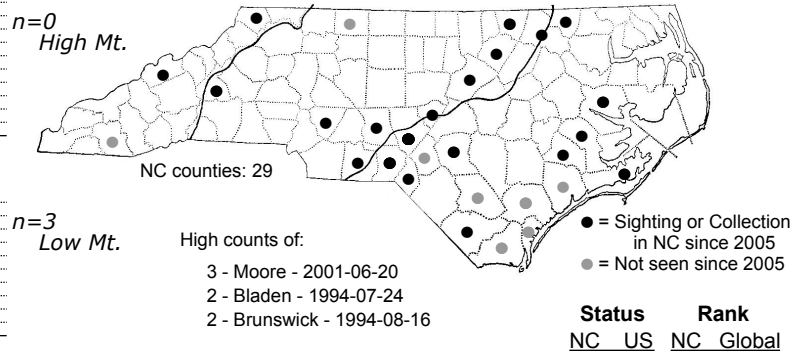 n=0
High Mt.
NC counties: 29
n=3
Low Mt.
High counts of:
3 - Moore - 2001-06-20
2 - Bladen - 1994-07-24
2 - Brunswick - 1994-08-16
= Sighting or Collection
in NC since 2005
= Not seen since 2005
Status Rank
NC US NC Global